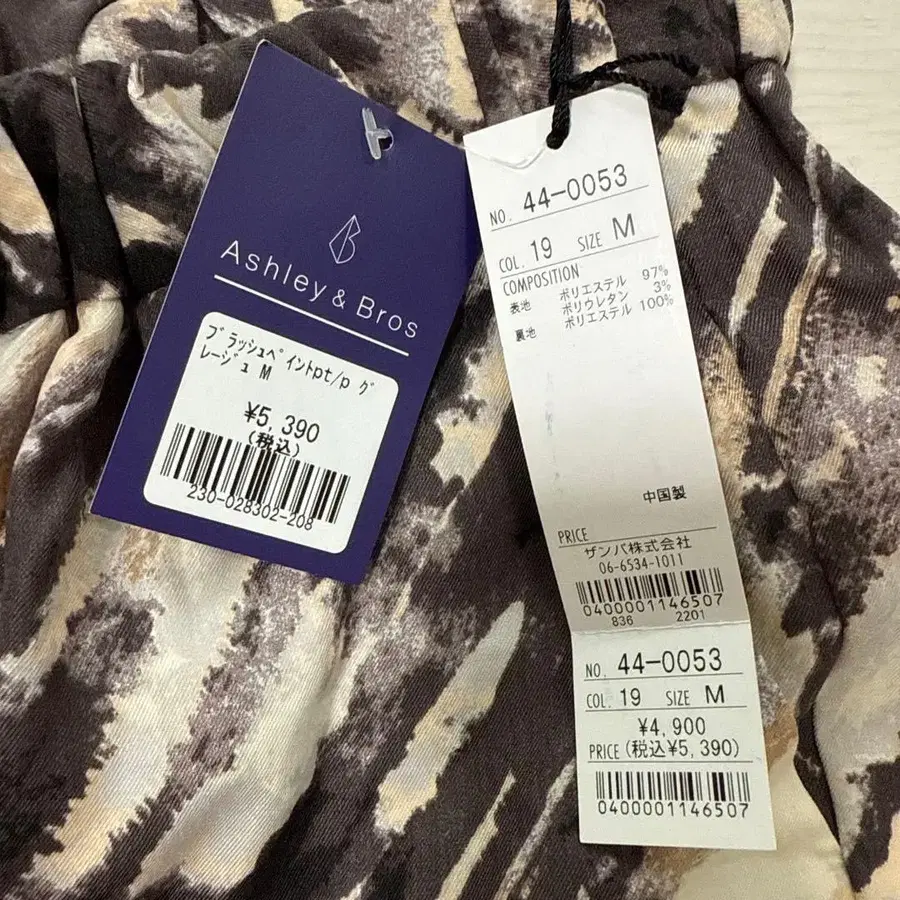 Ashley & Bros
ブラッシュペイントpt/p グ
レージュ M
¥5,390
(税込)
230-028302-208
NO. 44-0053
COL. 19 SIZE M
COMPOSITION
表地 ポリエステル 97%
ポリウレタン 3%
裏地 ポリエステル 100%
中国製
PRICE
ザンパ株式会社
06-6534-1011
0400001146507
836 2201
NO. 44-0053
COL. 19 SIZE M
¥4,900
PRICE (税込¥5,390)
0400001146507